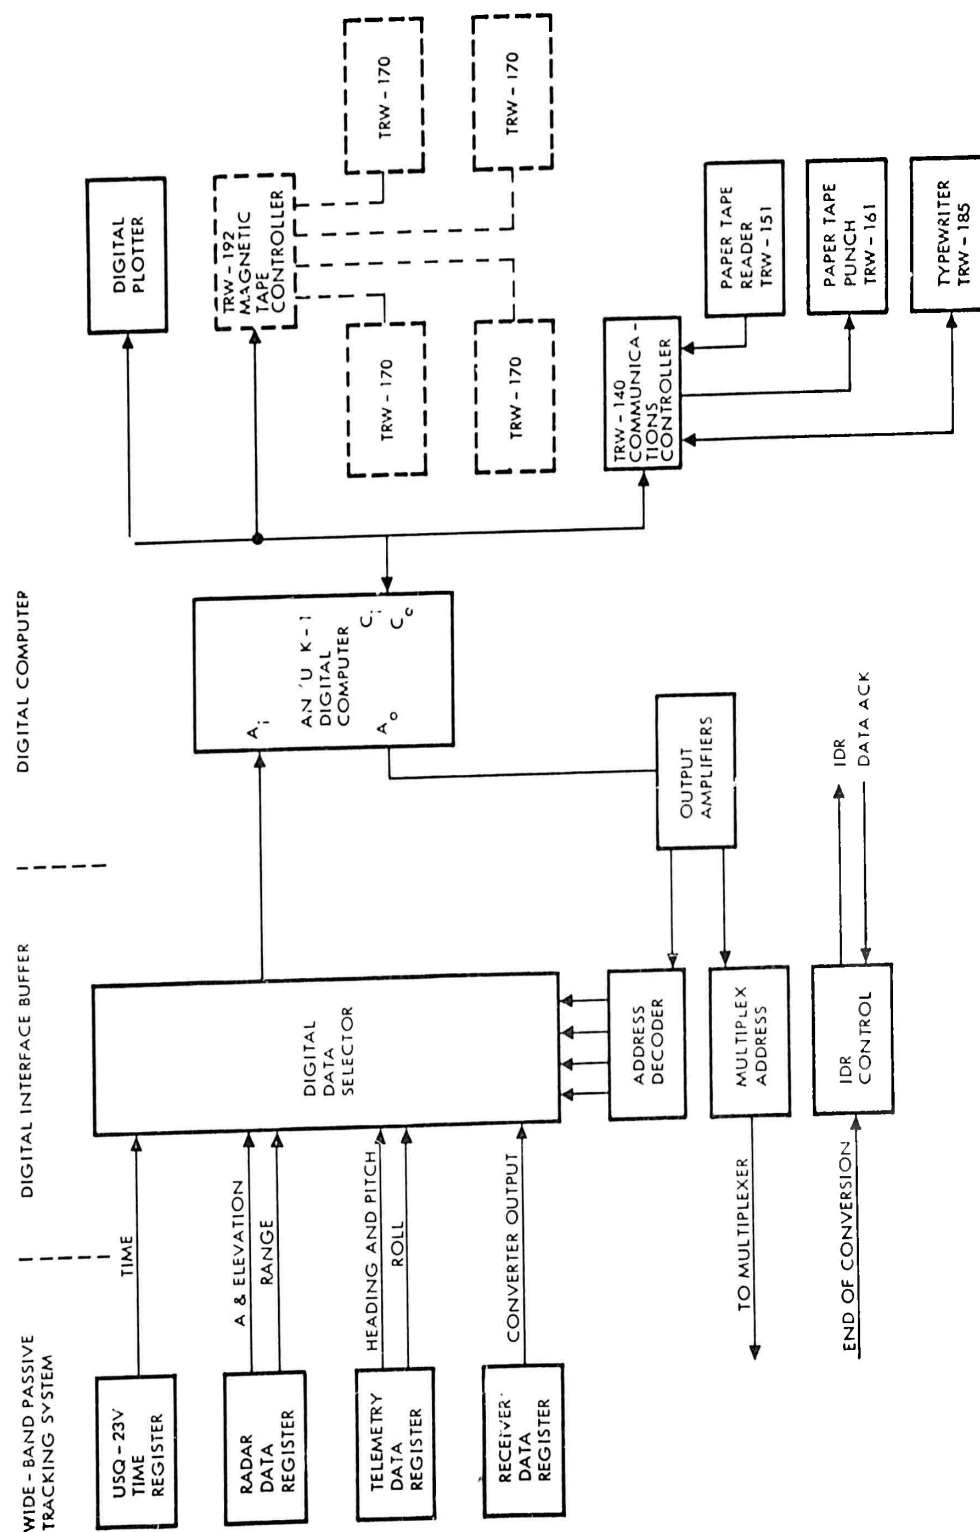 WIDE-BAND PASSIVE
TRACKING SYSTEM
DIGITAL INTERFACE BUFFER
DIGITAL COMPUTEP
USQ-23V
TIME
REGISTER
TIME
RADAR
DATA
REGISTER
A & ELEVATION
RANGE
TELEMETRY
DATA
REGISTER
HEADING AND PITCH
ROLL
RECEIVER
DATA
REGISTER
CONVERTER OUTPUT
DIGITAL
DATA
SELECTOR
ADDRESS
DECODER
MULTIPLEX
ADDRESS
TO MULTIPLEXER
IDR
CONTROL
END OF CONVERSION
IDR
DATA ACK
OUTPUT
AMPLIFIERS
Ai
AN 'U K-1
DIGITAL
COMPUTER
Ao
Ci
Co
DIGITAL
PLOTTER
TRW-192
MAGNETIC
TAPE
CONTROLLER
TRW-170
TRW-170
TRW-170
TRW-170
TRW-140
COMMUNICA-
TIONS
CONTROLLER
PAPER TAPE
READER
TRW-151
PAPER TAPE
PUNCH
TRW-161
TYPEWRITER
TRW-185